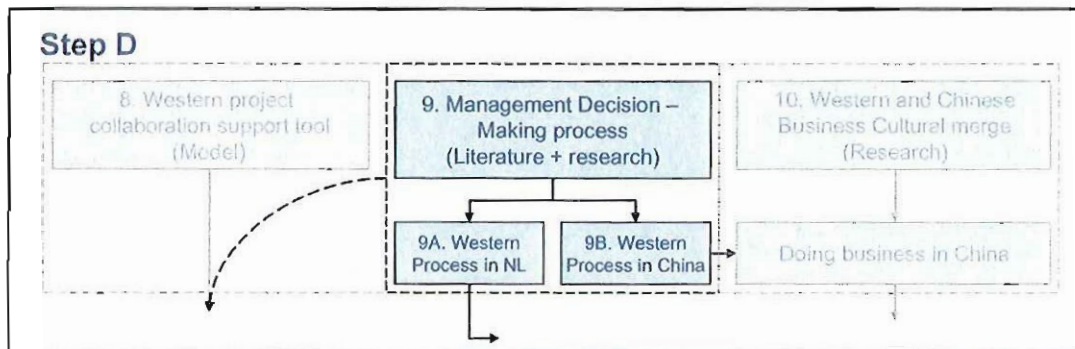 Step D
8. Western project
collaboration support tool
(Model)
9. Management Decision –
Making process
(Literature + research)
10. Western and Chinese
Business Cultural merge
(Research)
9A. Western
Process in NL
9B. Western
Process in China
Doing business in China